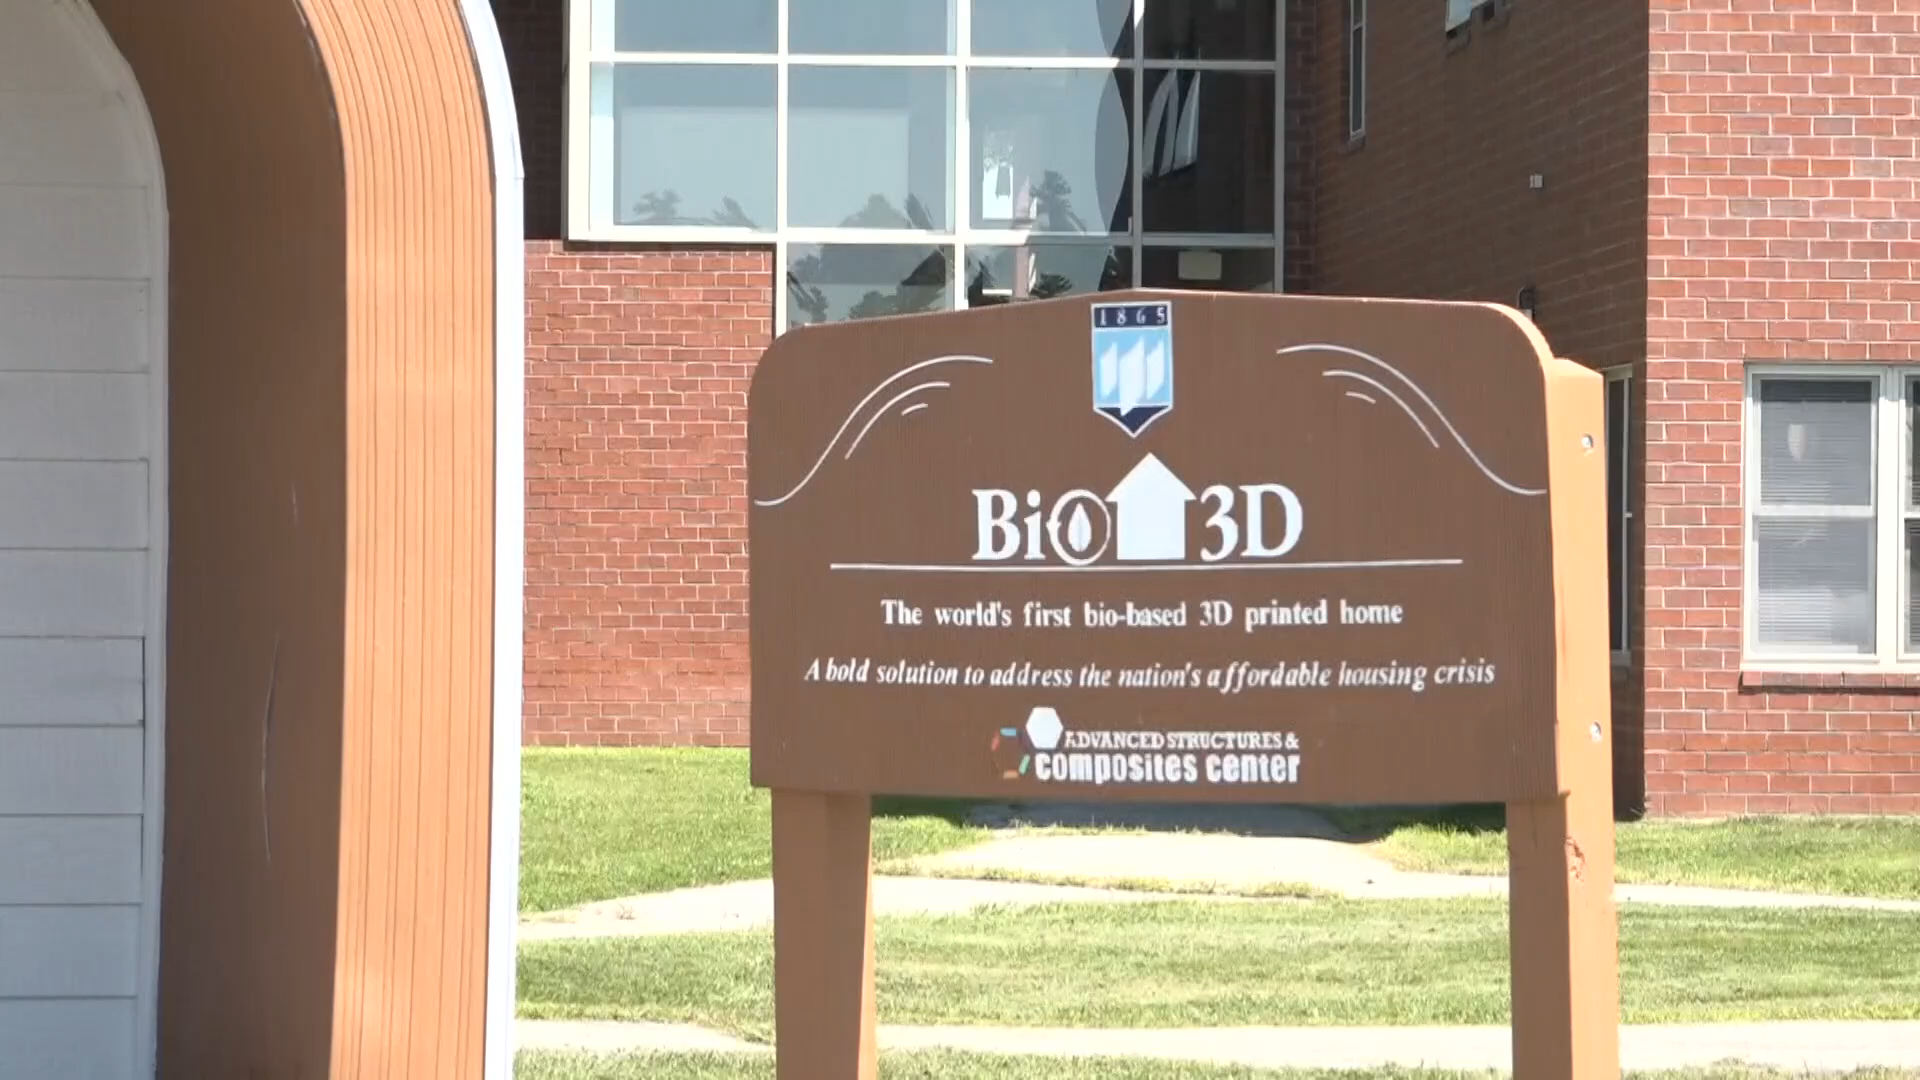 1865
BiO 3D
The world's first bio-based 3D printed home
A bold solution to address the nation's affordable housing crisis
ADVANCED STRUCTURES &
composites center